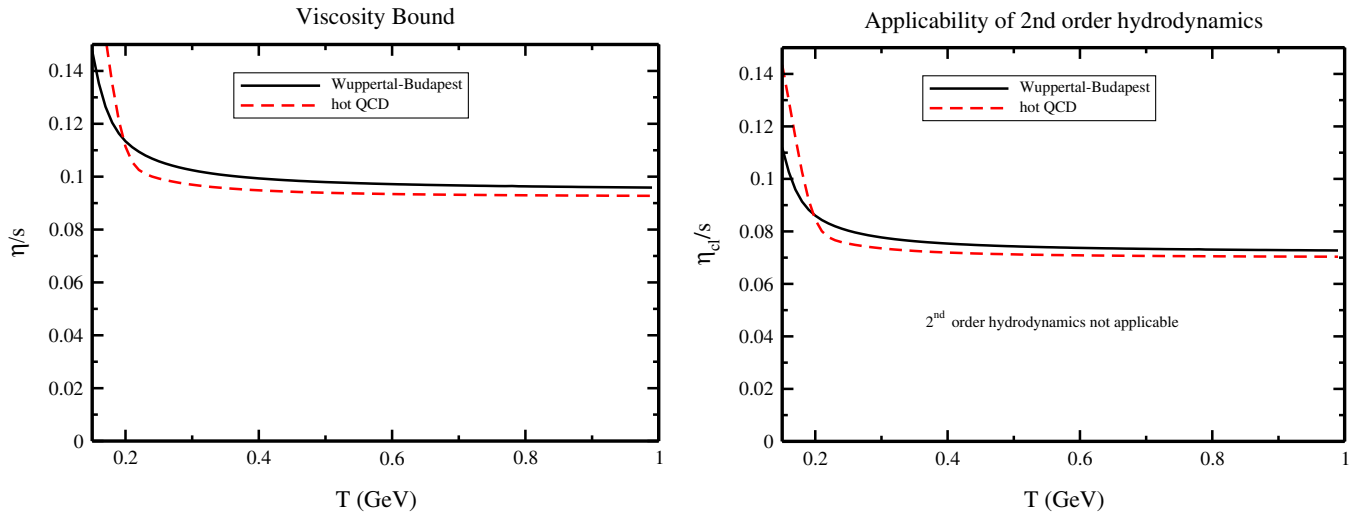 Viscosity Bound
0.14
0.12
0.1
0.08
0.06
0.04
0.02
0
η/s
Wuppertal-Budapest
hot QCD
0.2
0.4
0.6
0.8
1
T (GeV)
Applicability of 2nd order hydrodynamics
0.14
0.12
0.1
0.08
0.06
0.04
0.02
0
η_cl/s
Wuppertal-Budapest
hot QCD
2^nd order hydrodynamics not applicable
0.2
0.4
0.6
0.8
1
T (GeV)